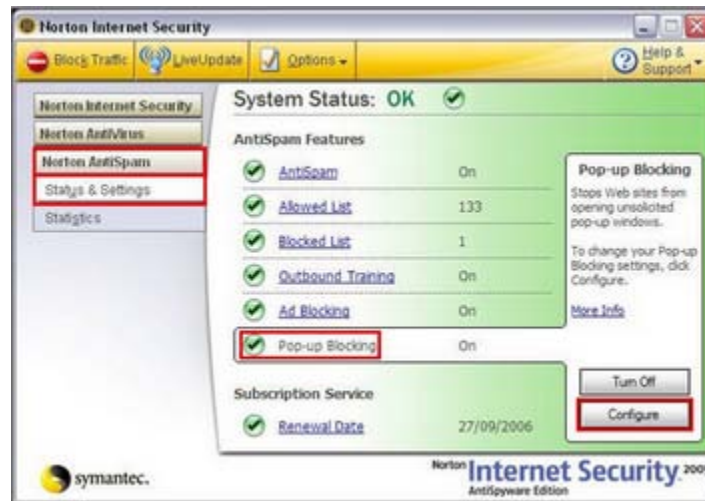 Norton Internet Security
Block Traffic LiveUpdate Options Help & Support
Norton Internet Security
Norton AntiVirus
Norton AntiSpam
Status & Settings
Statistics
System Status: OK
AntiSpam Features
AntiSpam On
Allowed List 133
Blocked List 1
Outbound Training On
Ad Blocking On
Pop-up Blocking On
Subscription Service
Renewal Date 27/09/2006
Pop-up Blocking
Stops Web sites from
opening unsolicited
pop-up windows.
To change your Pop-up
Blocking settings, click
Configure.
More Info
Turn Off
Configure
symantec.
Norton Internet Security
AntiSpyware Edition